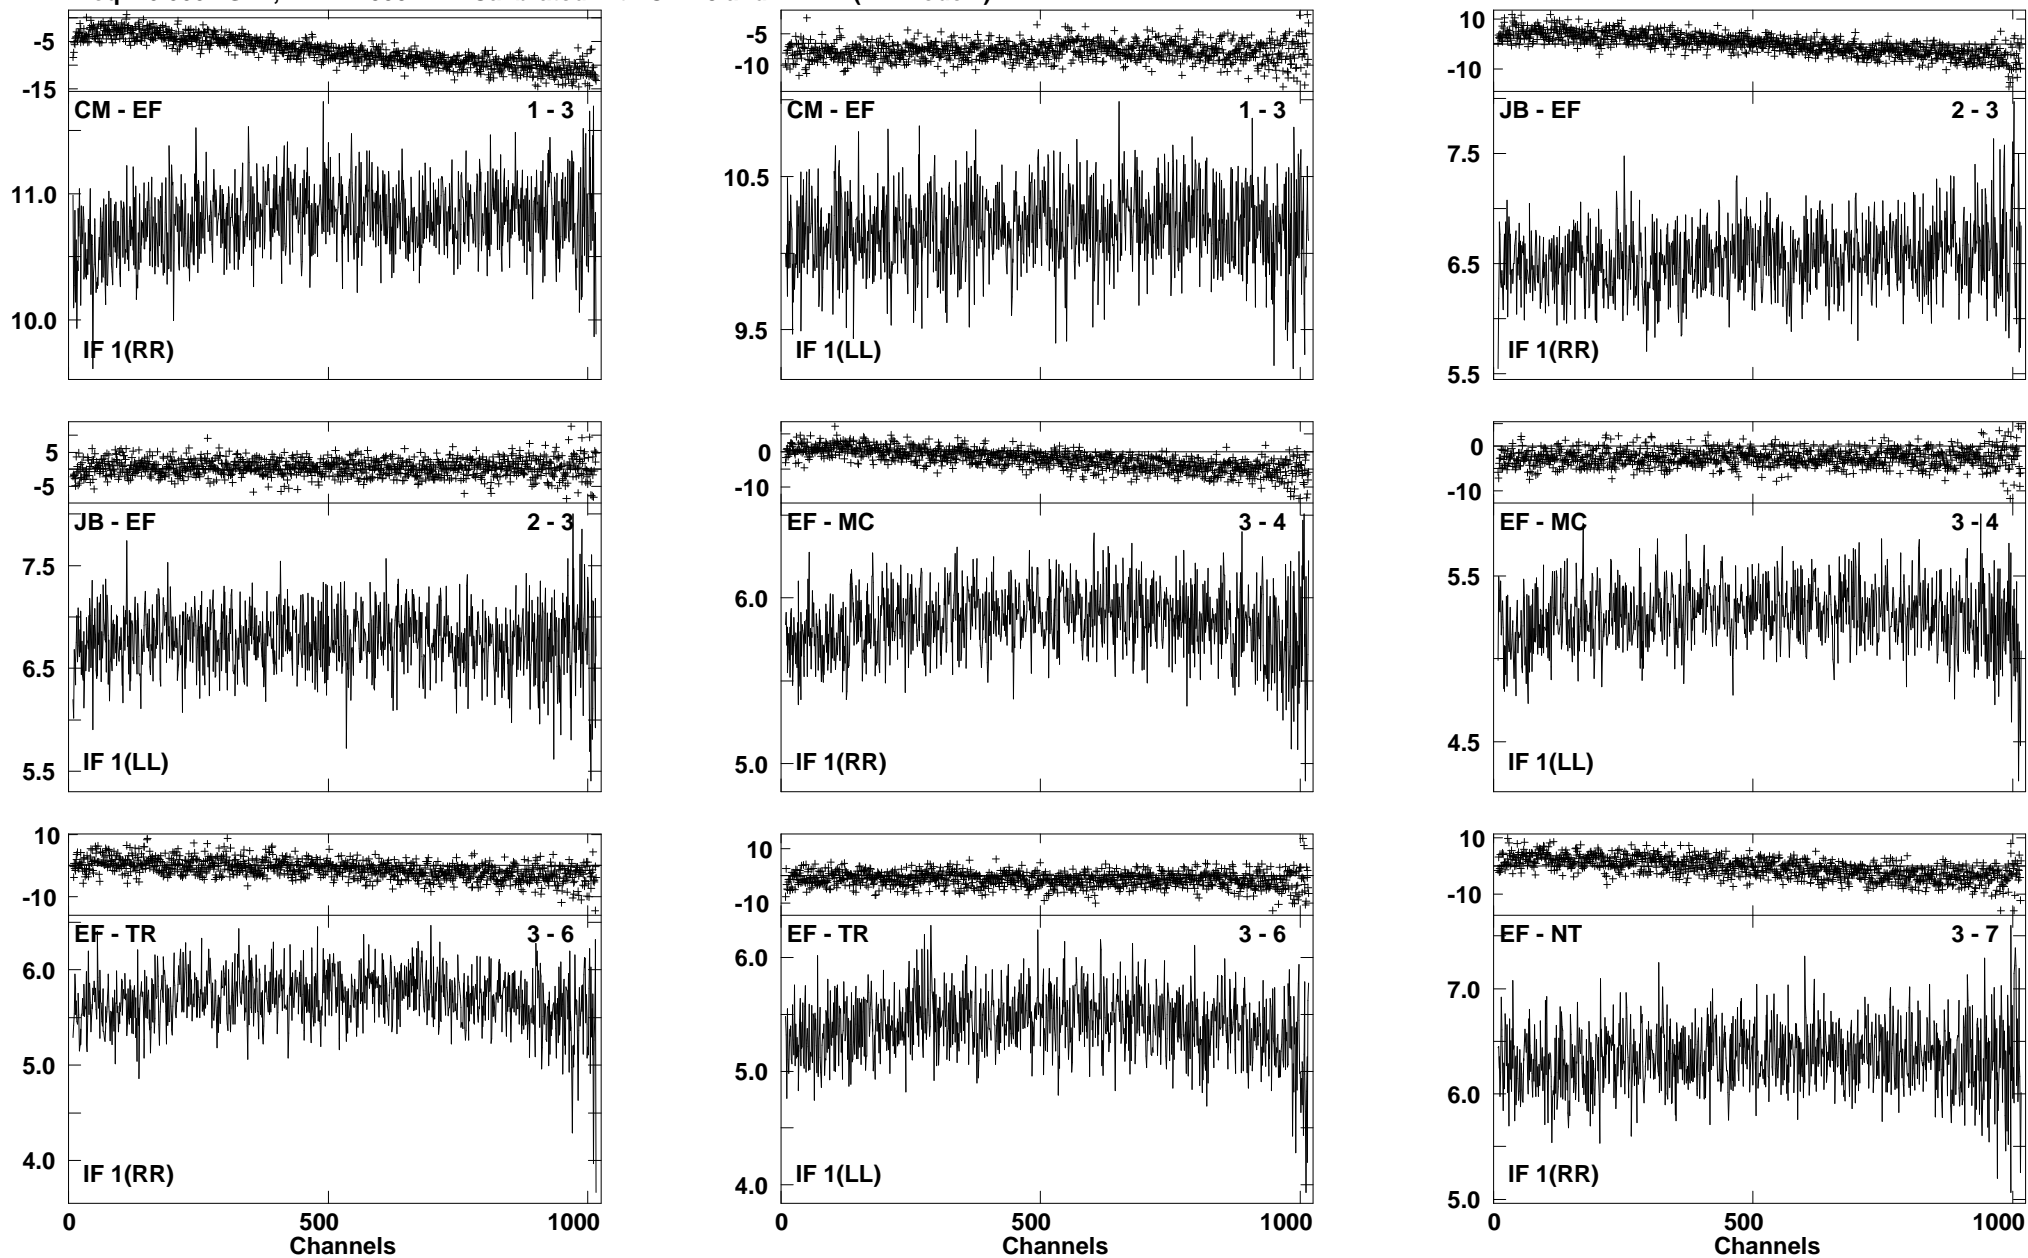 -5
-15
CM - EF 1 - 3
11.0
10.0
IF 1(RR)
-5
-10
CM - EF 1 - 3
10.5
9.5
IF 1(LL)
10
-10
JB - EF 2 - 3
7.5
6.5
5.5
IF 1(RR)
5
-5
JB - EF 2 - 3
7.5
6.5
5.5
IF 1(LL)
0
-10
EF - MC 3 - 4
6.0
5.0
IF 1(RR)
0
-10
EF - MC 3 - 4
5.5
4.5
IF 1(LL)
10
-10
EF - TR 3 - 6
6.0
5.0
4.0
IF 1(RR)
0 500 1000
Channels
10
-10
EF - TR 3 - 6
6.0
5.0
4.0
IF 1(LL)
0 500 1000
Channels
10
-10
EF - NT 3 - 7
7.0
6.0
5.0
IF 1(RR)
0 500 1000
Channels